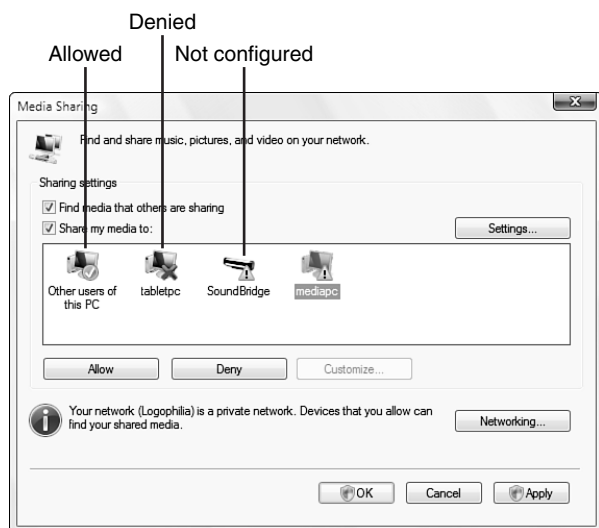 Denied
Allowed
Not configured
Media Sharing
Find and share music, pictures, and video on your network.
Sharing settings
Find media that others are sharing
Share my media to:
Settings...
Other users of
this PC
tabletpc
SoundBridge
mediapc
Allow
Deny
Customize...
Your network (Logophilia) is a private network. Devices that you allow can
find your shared media.
Networking...
OK
Cancel
Apply